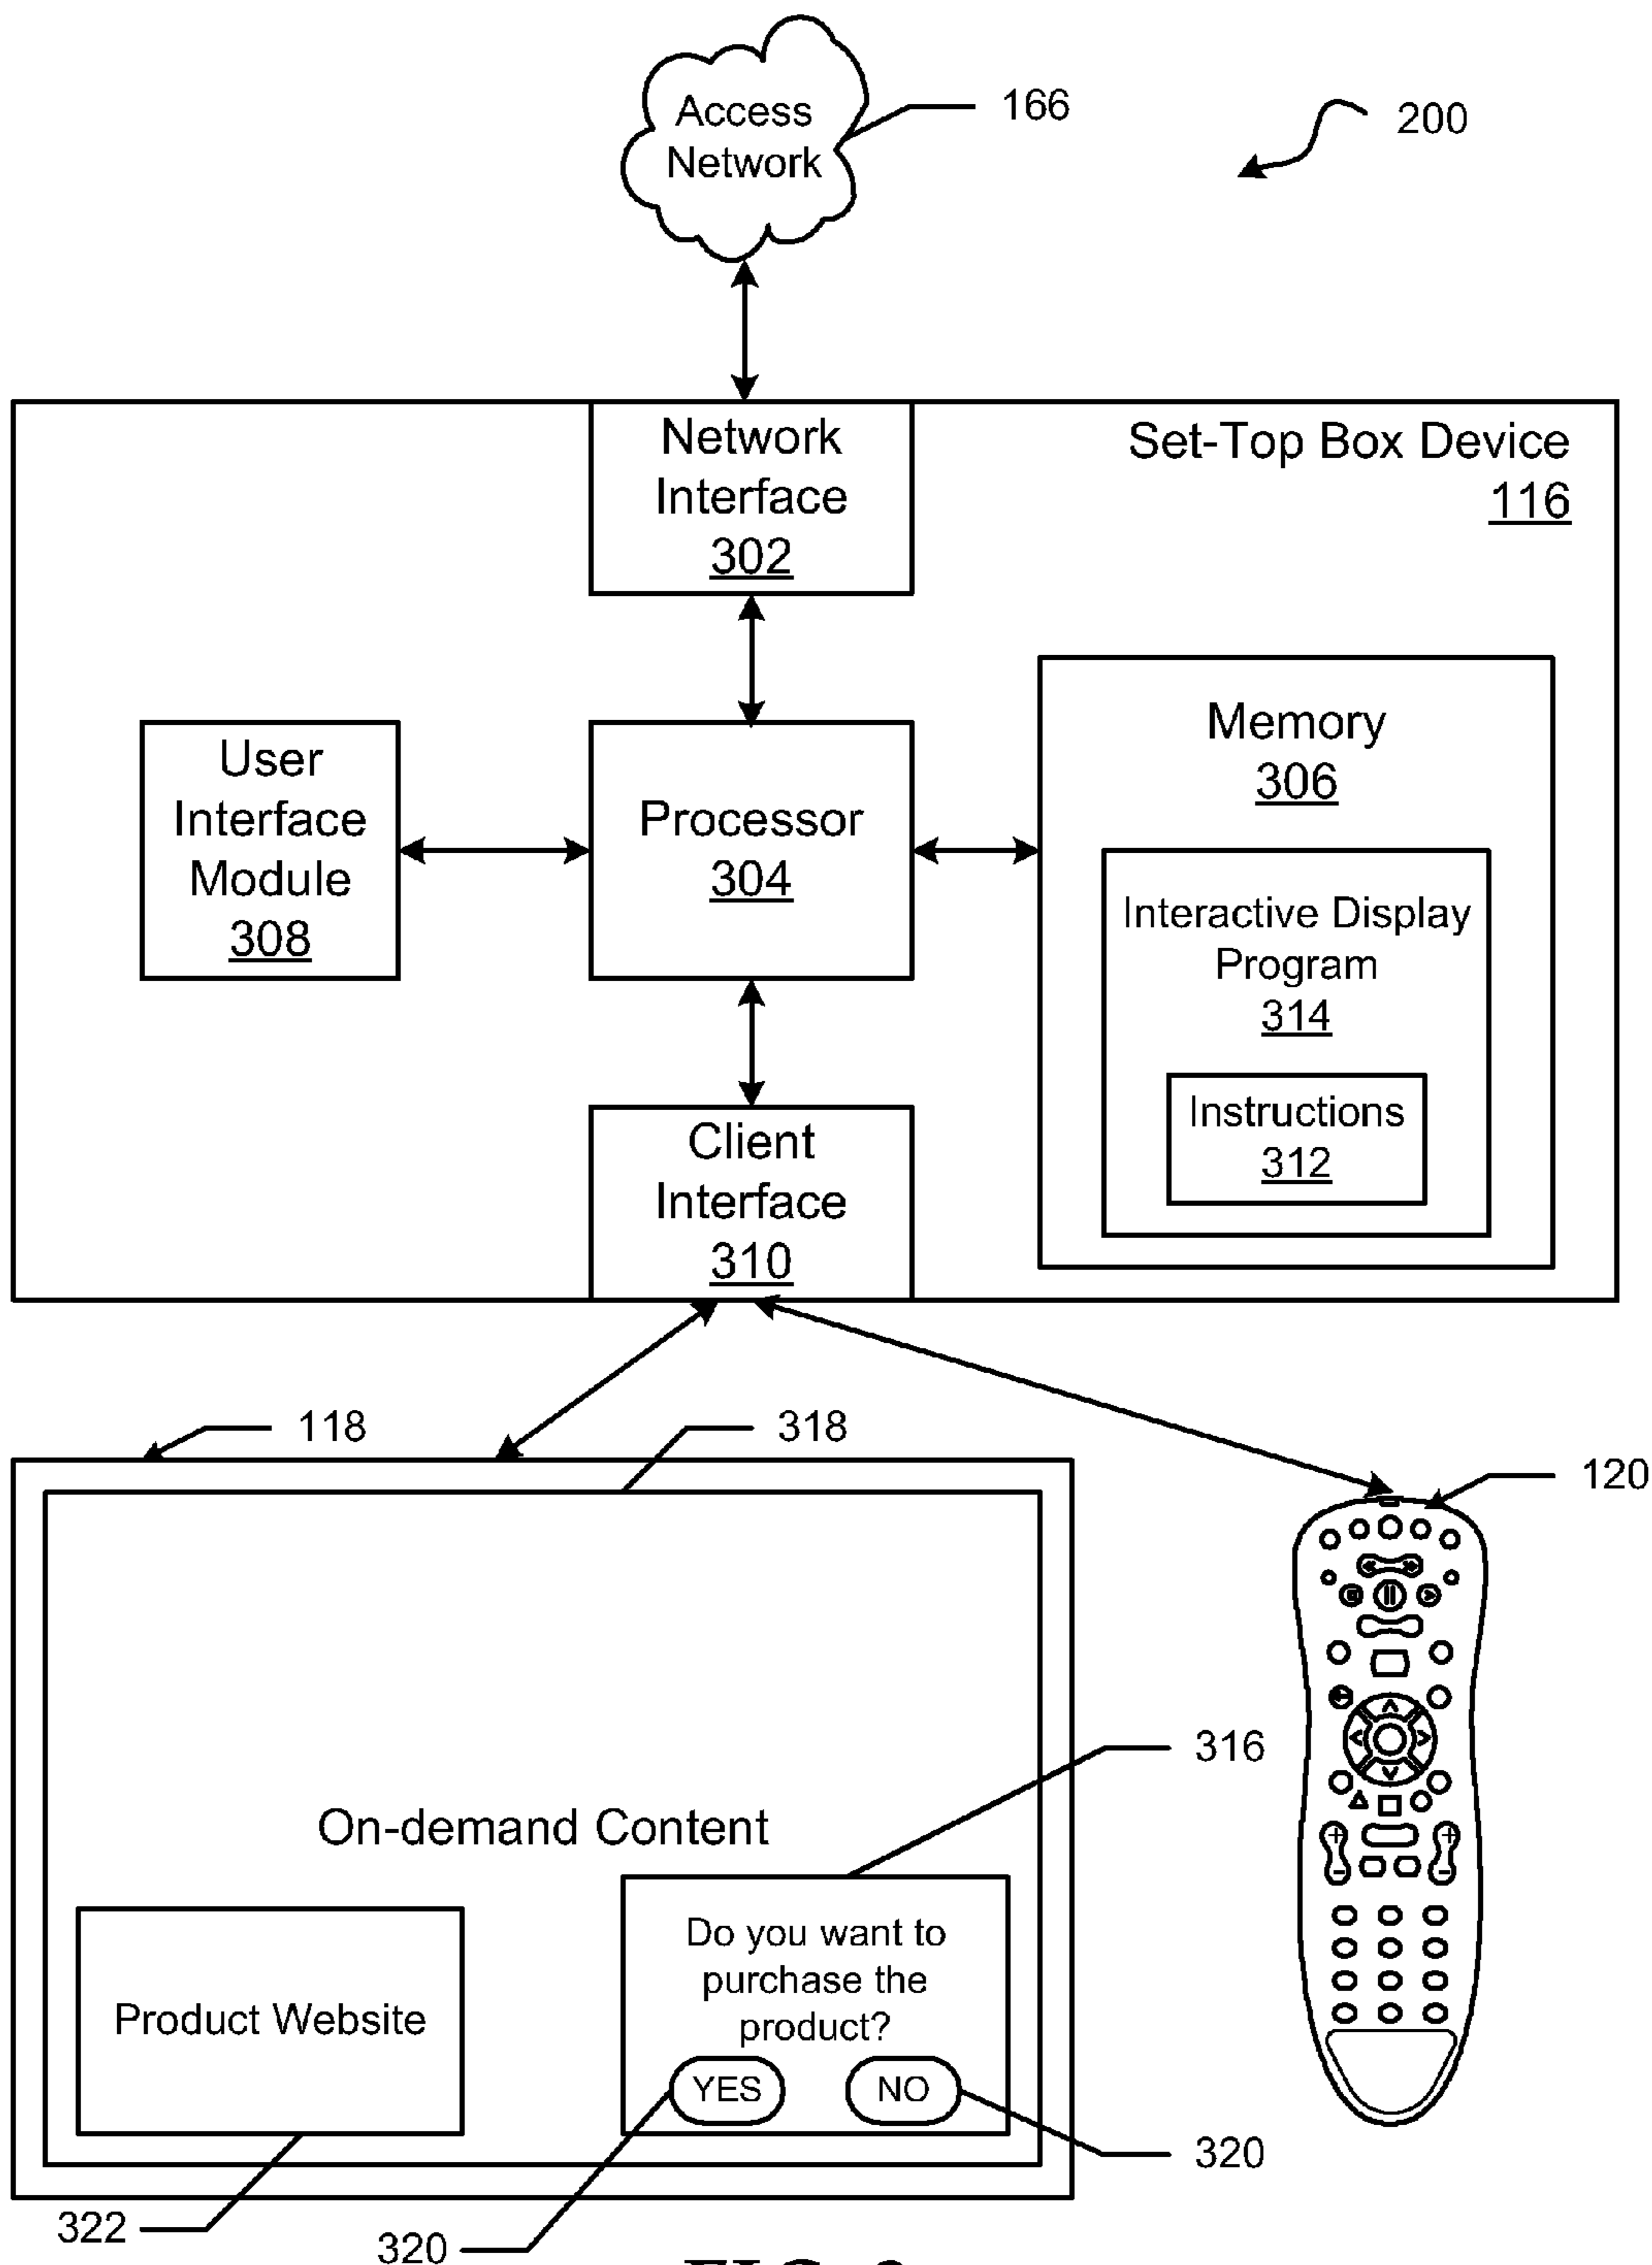 Access
Network
166
200
Network
Interface
302
Set-Top Box Device
116
User
Interface
Module
308
Processor
304
Memory
306
Interactive Display
Program
314
Instructions
312
Client
Interface
310
118
318
120
316
On-demand Content
Product Website
Do you want to
purchase the
product?
YES
NO
320
322
320